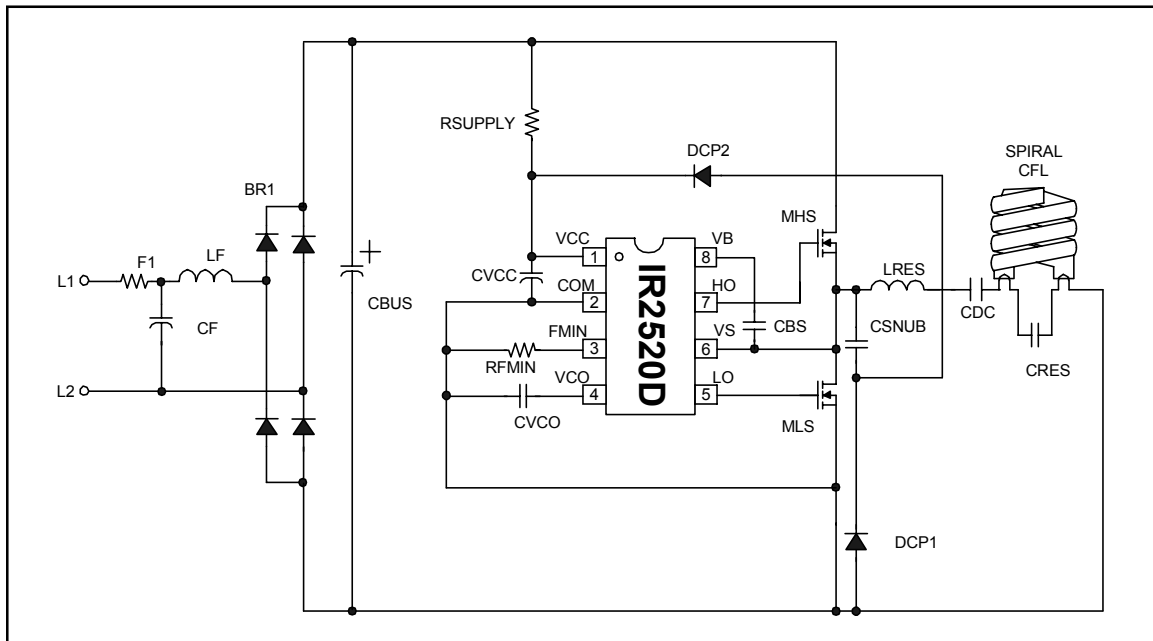 RSUPPLY
DCP2
SPIRAL
CFL
BR1
MHS
F1
LF
VCC
VB
1
8
LRES
L1
CVCC
COM
HO
2
7
CBUS
CF
IR2520D
CDC
CSNUB
FMIN
VS
CBS
3
6
RFMIN
CRES
VCO
LO
L2
4
5
CVCO
MLS
DCP1